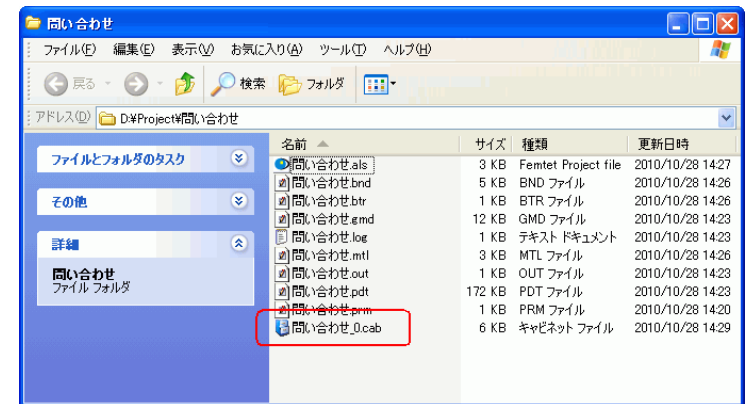 問い合わせ
ファイル(F) 編集(E) 表示(V) お気に入り(A) ツール(T) ヘルプ(H)
戻る 検索 フォルダ
アドレス(D) D:¥Project¥問い合わせ
名前 サイズ 種類 更新日時
ファイルとフォルダのタスク
その他
詳細
問い合わせ
ファイル フォルダ
問い合わせ.als 3 KB Femtet Project file 2010/10/28 14:27
問い合わせ.bnd 5 KB BND ファイル 2010/10/28 14:26
問い合わせ.btr 1 KB BTR ファイル 2010/10/28 14:26
問い合わせ.gmd 12 KB GMD ファイル 2010/10/28 14:23
問い合わせ.log 1 KB テキスト ドキュメント 2010/10/28 14:23
問い合わせ.mtl 3 KB MTL ファイル 2010/10/28 14:26
問い合わせ.out 1 KB OUT ファイル 2010/10/28 14:23
問い合わせ.pdt 172 KB PDT ファイル 2010/10/28 14:23
問い合わせ.prm 1 KB PRM ファイル 2010/10/28 14:20
問い合わせ_0.cab 6 KB キャビネット ファイル 2010/10/28 14:29